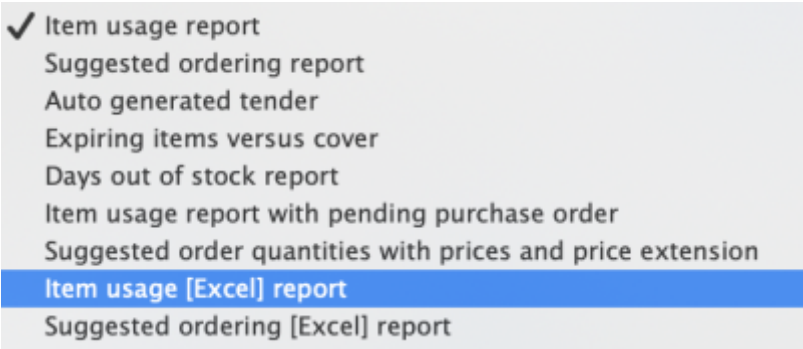 Item usage report
Suggested ordering report
Auto generated tender
Expiring items versus cover
Days out of stock report
Item usage report with pending purchase order
Suggested order quantities with prices and price extension
Item usage [Excel] report
Suggested ordering [Excel] report